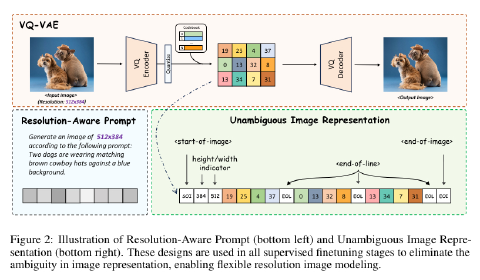 VQ-VAE
Codebook
VQ Encoder
Quantize
19 23 4 37
0 13 32 8
13 34 7 31
VQ Decoder
<Input Image>
(Resolution: 512x384)
<Output Image>
Resolution-Aware Prompt
Generate an image of 512x384
according to the following prompt:
Two dogs are wearing matching
brown cowboy hats against a blue
background.
Unambiguous Image Representation
<start-of-image>
<end-of-image>
height/width
indicator
<end-of-line>
SOI 384 512 19 23 4 37 EOL 0 13 32 8 EOL 13 34 7 31 EOL EOI
Figure 2: Illustration of Resolution-Aware Prompt (bottom left) and Unambiguous Image Repre-
sentation (bottom right). These designs are used in all supervised finetuning stages to eliminate the
ambiguity in image representation, enabling flexible resolution image modeling.